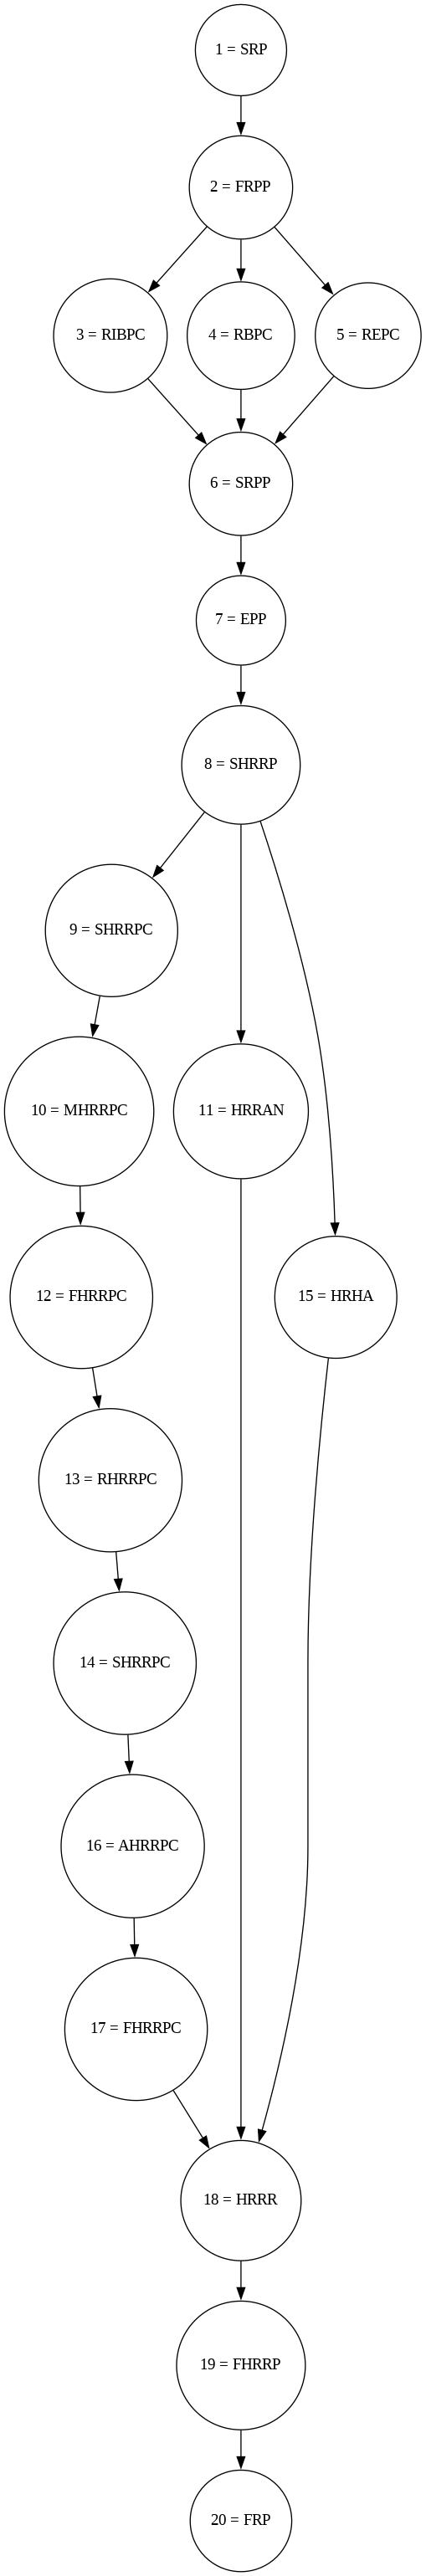 1 = SRP
2 = FRPP
3 = RIBPC
4 = RBPC
5 = REPC
6 = SRPP
7 = EPP
8 = SHRRP
9 = SHRRPC
10 = MHRRPC
11 = HRRAN
12 = FHRRPC
15 = HRHA
13 = RHRRPC
14 = SHRRPC
16 = AHRRPC
17 = FHRRPC
18 = HRRR
19 = FHRRP
20 = FRP